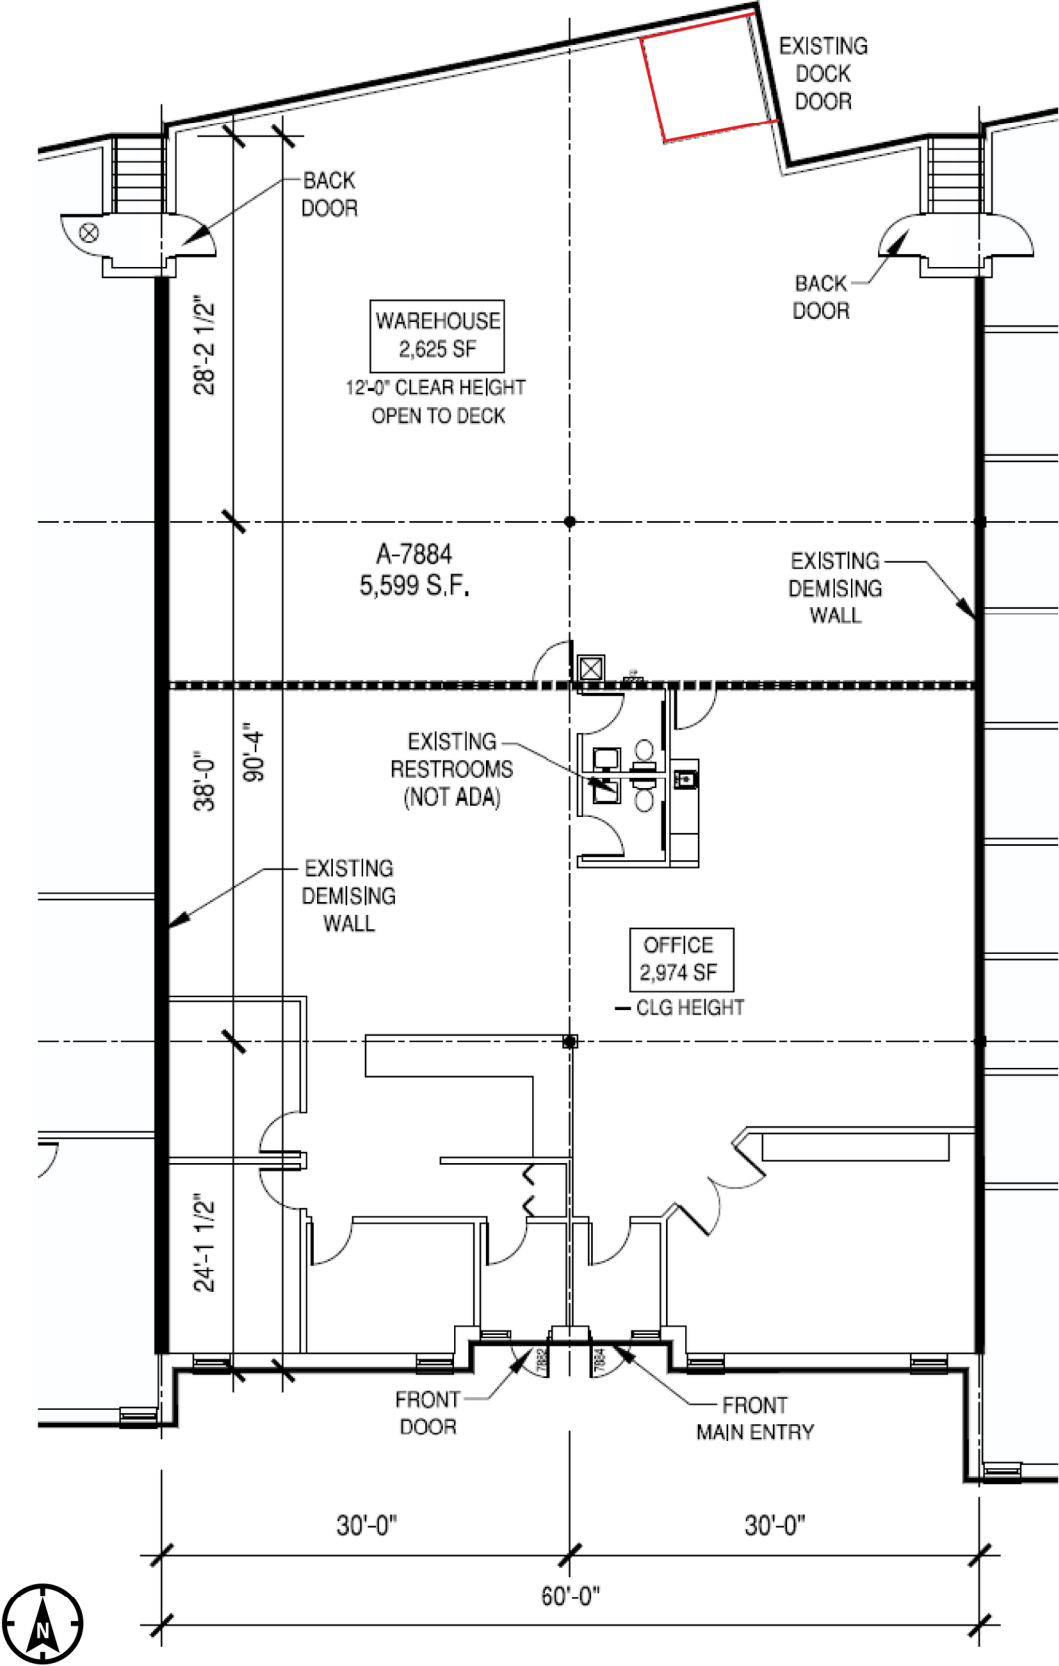 EXISTING
DOCK
DOOR
BACK
DOOR
BACK
DOOR
28'-2 1/2"
WAREHOUSE
2,625 SF
12'-0" CLEAR HEIGHT
OPEN TO DECK
A-7884
5,599 S.F.
EXISTING
DEMISING
WALL
38'-0"
90'-4"
EXISTING
RESTROOMS
(NOT ADA)
EXISTING
DEMISING
WALL
OFFICE
2,974 SF
– CLG HEIGHT
24'-1 1/2"
7882
7884
FRONT
DOOR
FRONT
MAIN ENTRY
30'-0"
30'-0"
60'-0"
N